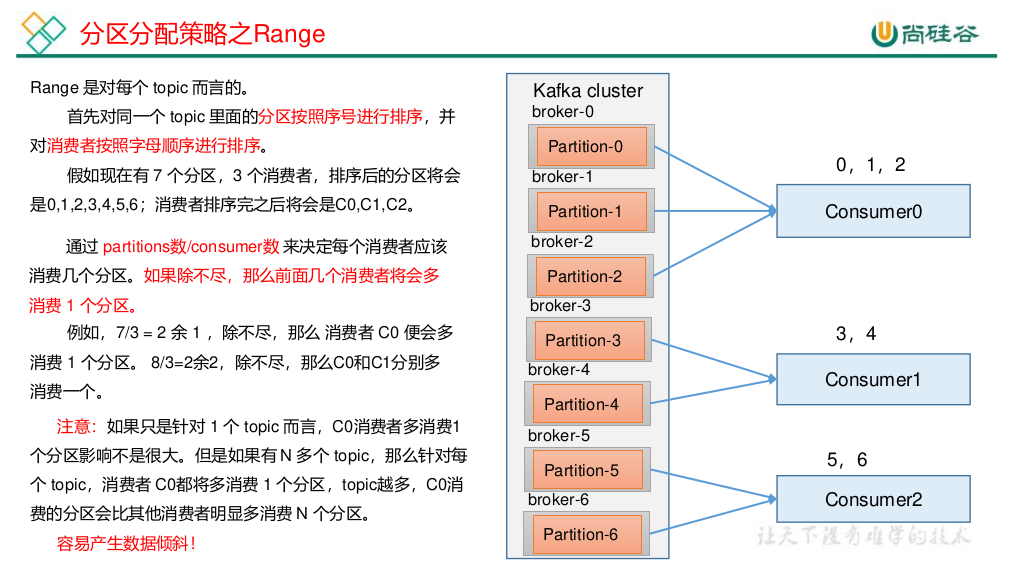 分区分配策略之Range
尚硅谷
Range 是对每个 topic 而言的。
首先对同一个 topic 里面的分区按照序号进行排序，并
对消费者按照字母顺序进行排序。
假如现在有 7 个分区，3 个消费者，排序后的分区将会
是0,1,2,3,4,5,6；消费者排序完之后将会是C0,C1,C2。
通过 partitions数/consumer数 来决定每个消费者应该
消费几个分区。如果除不尽，那么前面几个消费者将会多
消费 1 个分区。
例如，7/3 = 2 余 1 ，除不尽，那么 消费者 C0 便会多
消费 1 个分区。 8/3=2余2，除不尽，那么C0和C1分别多
消费一个。
注意：如果只是针对 1 个 topic 而言，C0消费者多消费1
个分区影响不是很大。但是如果有 N 多个 topic，那么针对每
个 topic，消费者 C0都将多消费 1 个分区，topic越多，C0消
费的分区会比其他消费者明显多消费 N 个分区。
容易产生数据倾斜！
Kafka cluster
broker-0
Partition-0
broker-1
Partition-1
broker-2
Partition-2
broker-3
Partition-3
broker-4
Partition-4
broker-5
Partition-5
broker-6
Partition-6
0，1，2
Consumer0
3，4
Consumer1
5，6
Consumer2
让天下没有难学的技术